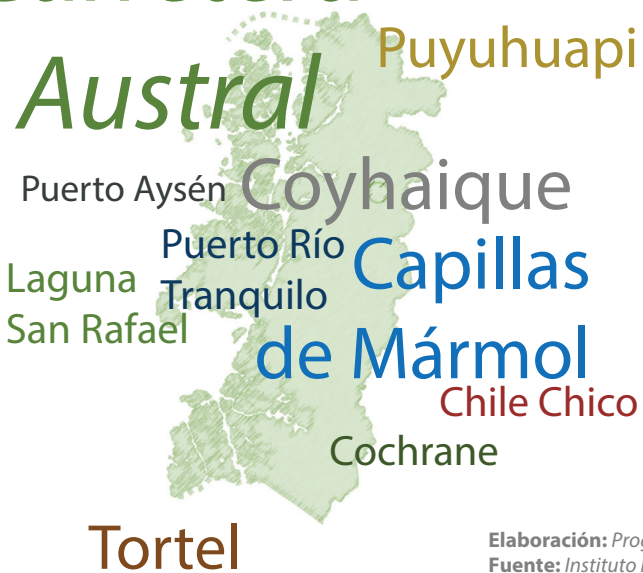 Austral
Puyuhuapi
Puerto Aysén
Coyhaique
Puerto Río
Tranquilo
Capillas
de Mármol
Laguna
San Rafael
Chile Chico
Cochrane
Tortel
Elaboración:
Fuente: Instituto